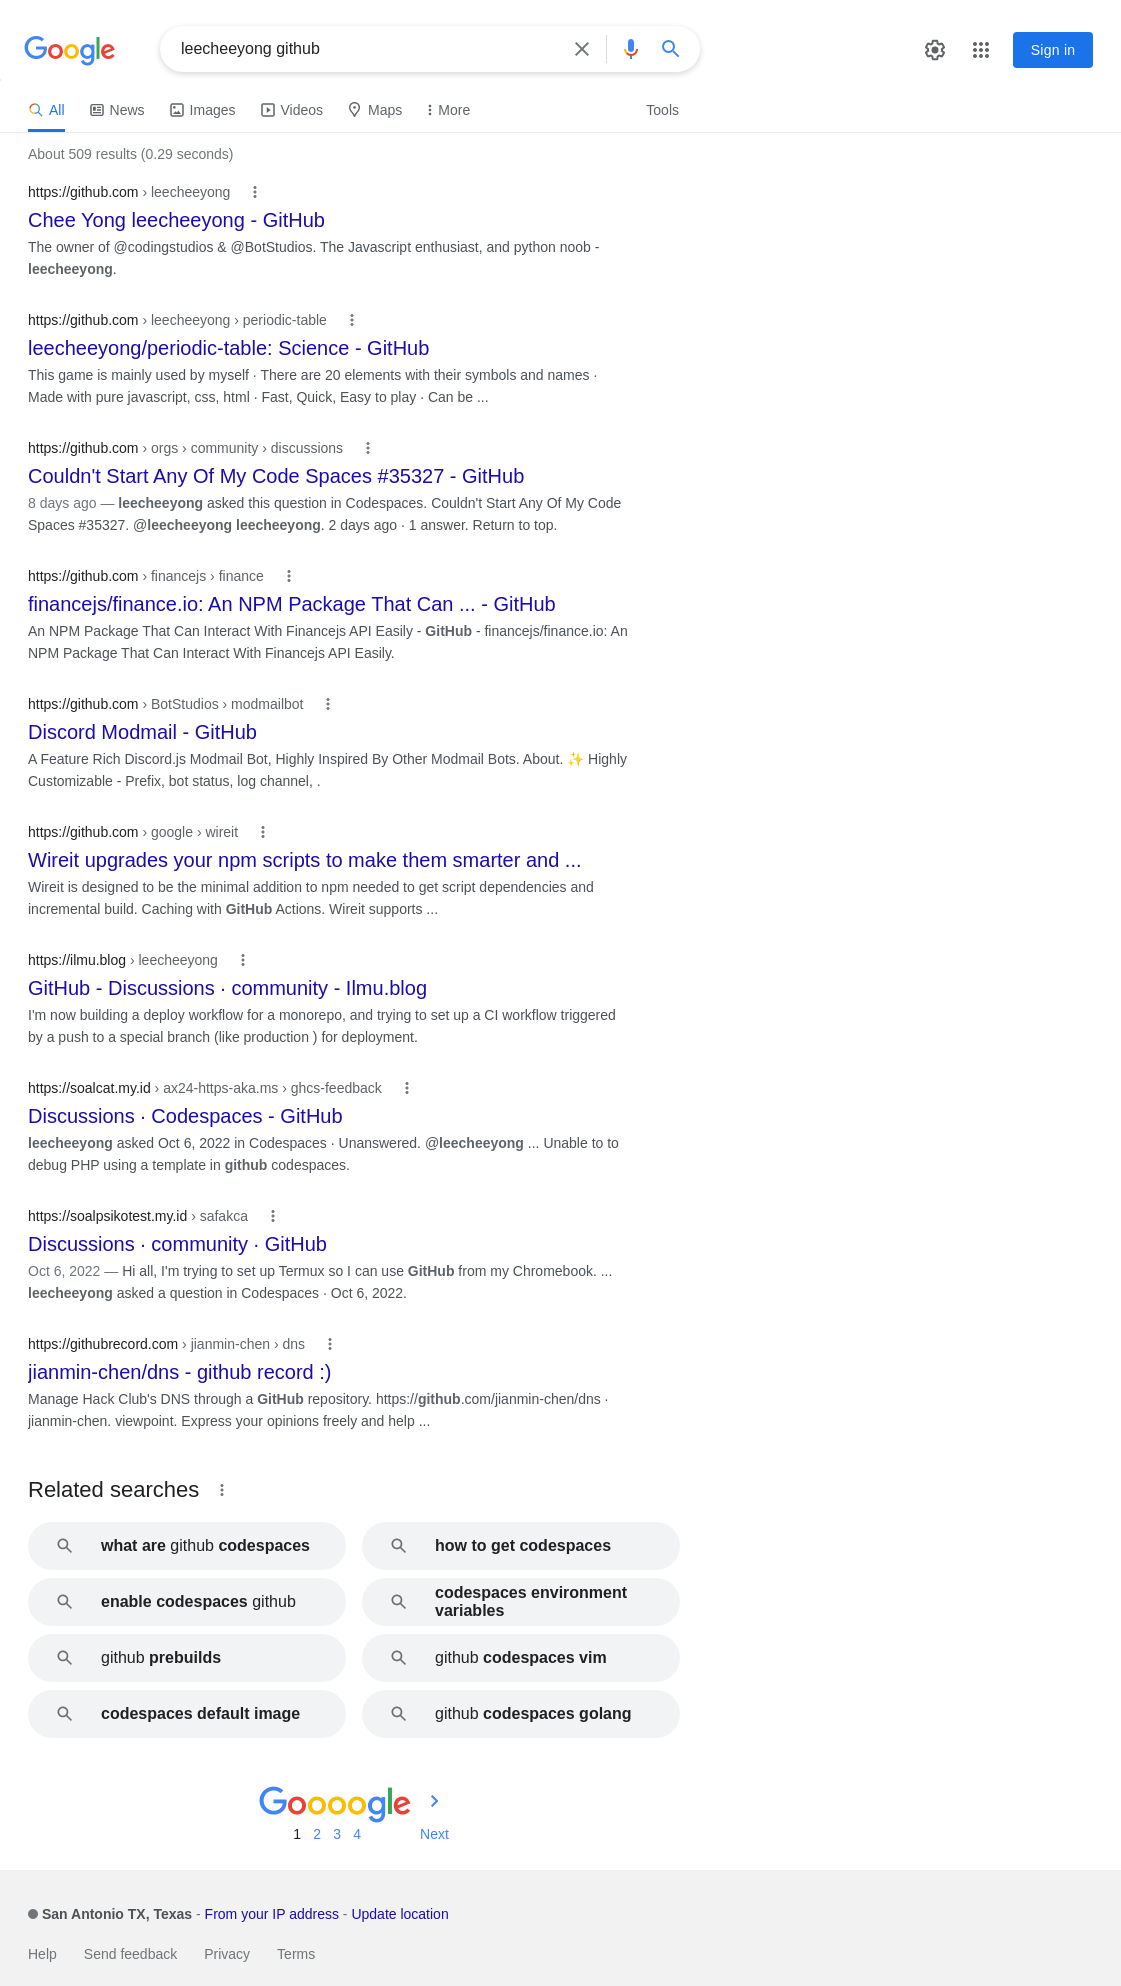 Google
leecheeyong github
Sign in
All News Images Videos Maps More Tools
About 509 results (0.29 seconds)
https://github.com › leecheeyong
Chee Yong leecheeyong - GitHub
The owner of @codingstudios & @BotStudios. The Javascript enthusiast, and python noob -
leecheeyong.
https://github.com › leecheeyong › periodic-table
leecheeyong/periodic-table: Science - GitHub
This game is mainly used by myself · There are 20 elements with their symbols and names ·
Made with pure javascript, css, html · Fast, Quick, Easy to play · Can be ...
https://github.com › orgs › community › discussions
Couldn't Start Any Of My Code Spaces #35327 - GitHub
8 days ago — leecheeyong asked this question in Codespaces. Couldn't Start Any Of My Code
Spaces #35327. @leecheeyong leecheeyong. 2 days ago · 1 answer. Return to top.
https://github.com › financejs › finance
financejs/finance.io: An NPM Package That Can ... - GitHub
An NPM Package That Can Interact With Financejs API Easily - GitHub - financejs/finance.io: An
NPM Package That Can Interact With Financejs API Easily.
https://github.com › BotStudios › modmailbot
Discord Modmail - GitHub
A Feature Rich Discord.js Modmail Bot, Highly Inspired By Other Modmail Bots. About. ✨ Highly
Customizable - Prefix, bot status, log channel, .
https://github.com › google › wireit
Wireit upgrades your npm scripts to make them smarter and ...
Wireit is designed to be the minimal addition to npm needed to get script dependencies and
incremental build. Caching with GitHub Actions. Wireit supports ...
https://ilmu.blog › leecheeyong
GitHub - Discussions · community - Ilmu.blog
I'm now building a deploy workflow for a monorepo, and trying to set up a CI workflow triggered
by a push to a special branch (like production ) for deployment.
https://soalcat.my.id › ax24-https-aka.ms › ghcs-feedback
Discussions · Codespaces - GitHub
leecheeyong asked Oct 6, 2022 in Codespaces · Unanswered. @leecheeyong ... Unable to to
debug PHP using a template in github codespaces.
https://soalpsikotest.my.id › safakca
Discussions · community · GitHub
Oct 6, 2022 — Hi all, I'm trying to set up Termux so I can use GitHub from my Chromebook. ...
leecheeyong asked a question in Codespaces · Oct 6, 2022.
https://githubrecord.com › jianmin-chen › dns
jianmin-chen/dns - github record :)
Manage Hack Club's DNS through a GitHub repository. https://github.com/jianmin-chen/dns ·
jianmin-chen. viewpoint. Express your opinions freely and help ...
Related searches
what are github codespaces
how to get codespaces
enable codespaces github
codespaces environment
variables
github prebuilds
github codespaces vim
codespaces default image
github codespaces golang
Goooogle
1 2 3 4 Next
San Antonio TX, Texas - From your IP address - Update location
Help Send feedback Privacy Terms